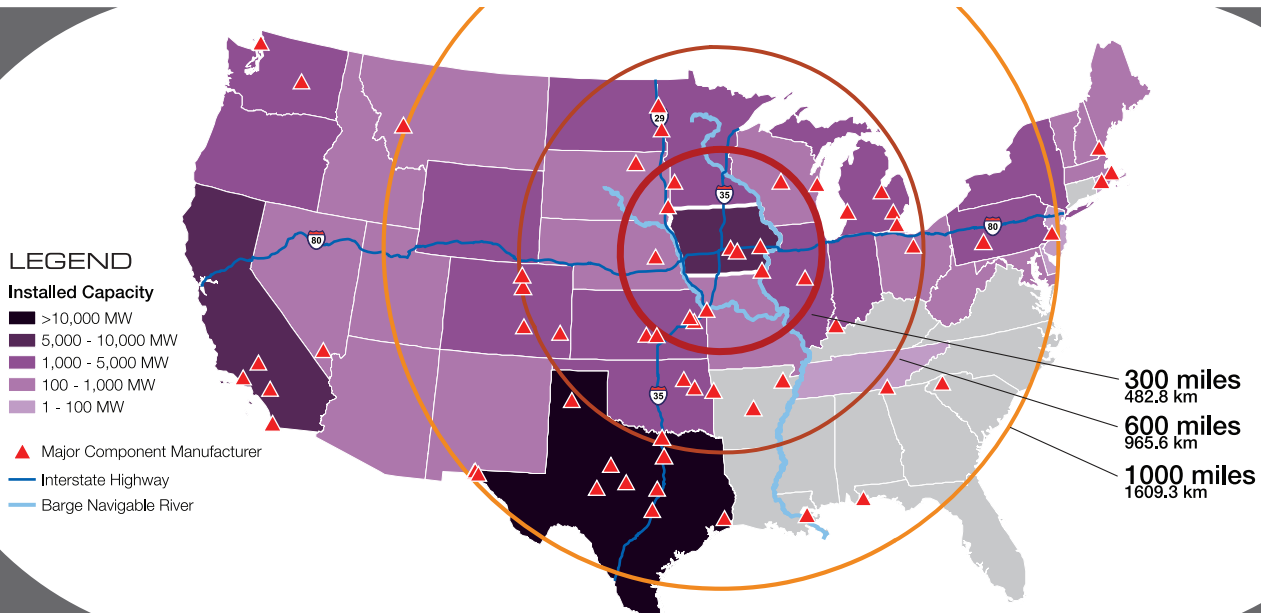 LEGEND
Installed Capacity
>10,000 MW
5,000 - 10,000 MW
1,000 - 5,000 MW
100 - 1,000 MW
1 - 100 MW
Major Component Manufacturer
Interstate Highway
Barge Navigable River
29
35
80
80
35
300 miles
482.8 km
600 miles
965.6 km
1000 miles
1609.3 km